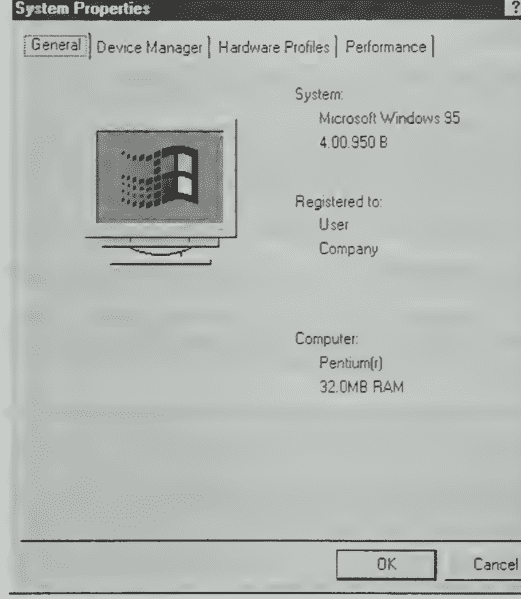 System Properties
?
General
Device Manager
Hardware Profiles
Performance
System:
Microsoft Windows 95
4.00.950 B
Registered to:
User
Company
Computer:
Pentium(r)
32.0MB RAM
OK
Cancel